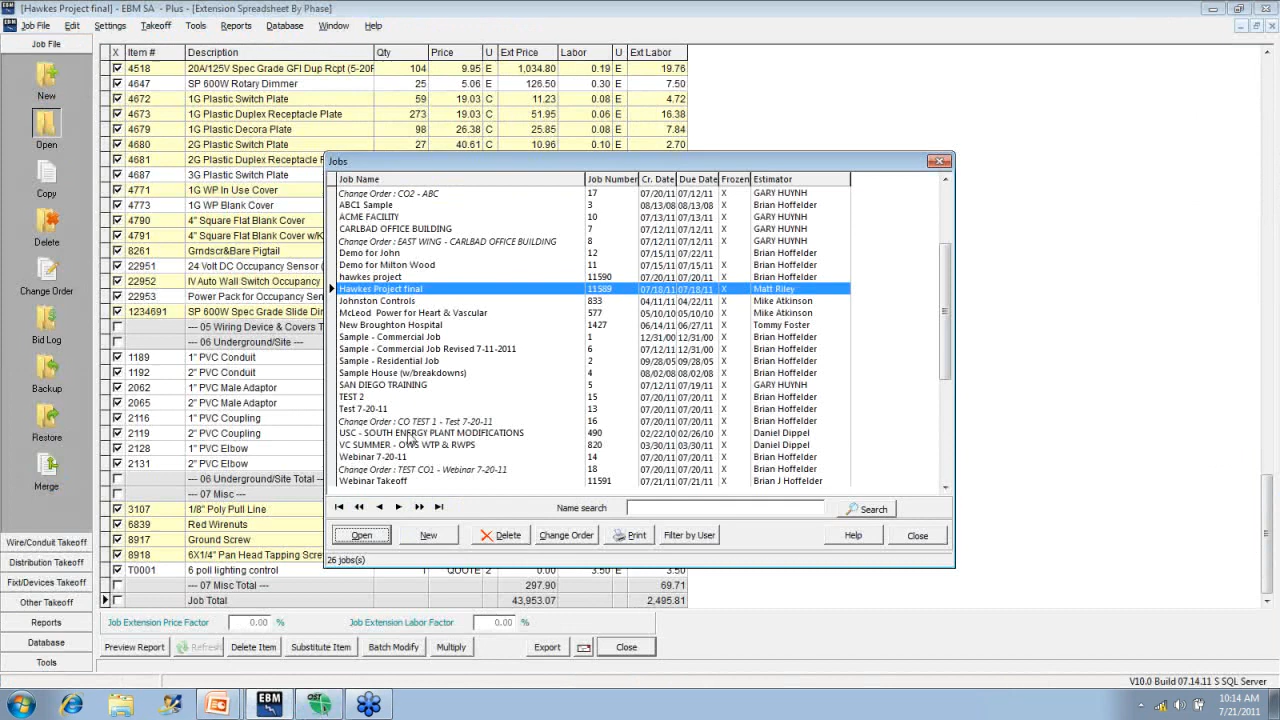 [Hawkes Project final] - EBM SA - Plus - [Extension Spreadsheet By Phase]
Job File Edit Settings Takeoff Tools Reports Database Window Help
Job File
New
Open
Copy
Delete
Change Order
Bid Log
Backup
Restore
Merge
Wire/Conduit Takeoff
Distribution Takeoff
Fixt/Devices Takeoff
Other Takeoff
Reports
Database
Tools
X Item # Description Qty Price U Ext Price Labor U Ext Labor
4518 20A/125V Spec Grade GFI Dup Rcpt (5-20F 104 9.95 E 1,034.80 0.19 E 19.76
4647 SP 600W Rotary Dimmer 25 5.06 E 126.50 0.30 E 7.50
4672 1G Plastic Switch Plate 59 19.03 C 11.23 0.08 E 4.72
4673 1G Plastic Duplex Receptacle Plate 273 19.03 C 51.95 0.06 E 16.38
4679 1G Plastic Decora Plate 98 26.38 C 25.85 0.08 E 7.84
4680 2G Plastic Switch Plate 27 40.61 C 10.96 0.10 E 2.70
4681 2G Plastic Duplex Receptacle F
4687 3G Plastic Switch Plate
4771 1G WP In Use Cover
4773 1G WP Blank Cover
4790 4" Square Flat Blank Cover
4791 4" Square Flat Blank Cover w/K
8261 Grndscr&Bare Pigtail
22951 24 Volt DC Occupancy Sensor (
22952 IV Auto Wall Switch Occupancy
22953 Power Pack for Occupancy Sen
1234691 SP 600W Spec Grade Slide Dir
--- 05 Wiring Device & Covers T
--- 06 Underground/Site ---
1189 1" PVC Conduit
1192 2" PVC Conduit
2062 1" PVC Male Adaptor
2065 2" PVC Male Adaptor
2116 1" PVC Coupling
2119 2" PVC Coupling
2128 1" PVC Elbow
2131 2" PVC Elbow
--- 06 Underground/Site Total --
--- 07 Misc ---
3107 1/8" Poly Pull Line
6839 Red Wirenuts
8917 Ground Screw
8918 6X1/4" Pan Head Tapping Screw
T0001 6 poll lighting control 1 QUOTE 2 0.00 3.50 E 3.50
--- 07 Misc Total --- 297.90 69.71
Job Total 43,953.07 2,495.81
Jobs
Job Name Job Number Cr. Date Due Date Frozen Estimator
Change Order : CO2 - ABC 17 07/20/11 07/12/11 X GARY HUYNH
ABC1 Sample 3 08/13/08 08/13/08 X Brian Hoffelder
ACME FACILITY 10 07/13/11 07/13/11 X GARY HUYNH
CARLBAD OFFICE BUILDING 7 07/12/11 07/12/11 X GARY HUYNH
Change Order : EAST WING - CARLBAD OFFICE BUILDING 8 07/12/11 07/12/11 X GARY HUYNH
Demo for John 12 07/15/11 07/22/11 Brian Hoffelder
Demo for Milton Wood 11 07/15/11 07/15/11 X Brian Hoffelder
hawkes project 11590 07/20/11 07/20/11 X Brian Hoffelder
Hawkes Project final 11589 07/18/11 07/18/11 X Matt Riley
Johnston Controls 833 04/11/11 04/22/11 X Mike Atkinson
McLeod Power for Heart & Vascular 577 05/10/11 05/10/11 X Mike Atkinson
New Broughton Hospital 1427 06/14/11 06/27/11 X Tommy Foster
Sample - Commercial Job 1 12/31/00 12/31/00 X Brian Hoffelder
Sample - Commercial Job Revised 7-11-2011 6 07/12/11 12/31/00 X Brian Hoffelder
Sample - Residential Job 2 09/28/05 09/28/05 X Brian Hoffelder
Sample House (w/breakdowns) 4 08/02/08 08/02/08 X Brian Hoffelder
SAN DIEGO TRAINING 5 07/12/11 07/19/11 X GARY HUYNH
TEST 2 15 07/20/11 07/20/11 X Brian Hoffelder
Test 7-20-11 13 07/20/11 07/20/11 X Brian Hoffelder
Change Order : CO TEST 1 - Test 7-20-11 16 07/20/11 07/20/11 X Brian Hoffelder
USC - SOUTH ENERGY PLANT MODIFICATIONS 490 02/22/10 02/26/10 X Daniel Dippel
VC SUMMER - OWS WTP & RWPS 820 03/30/11 03/30/11 X Daniel Dippel
Webinar 7-20-11 14 07/20/11 07/20/11 X Brian Hoffelder
Change Order : TEST CO1 - Webinar 7-20-11 18 07/20/11 07/20/11 X Brian Hoffelder
Webinar Takeoff 11591 07/21/11 07/21/11 X Brian J Hoffelder
Name search Search
Open New Delete Change Order Print Filter by User Help Close
26 jobs(s)
Job Extension Price Factor 0.00 % Job Extension Labor Factor 0.00 %
Preview Report Refresh Delete Item Substitute Item Batch Modify Multiply Export Close
V10.0 Build 07.14.11 S SQL Server
EBM
OST
10:14 AM
7/21/2011